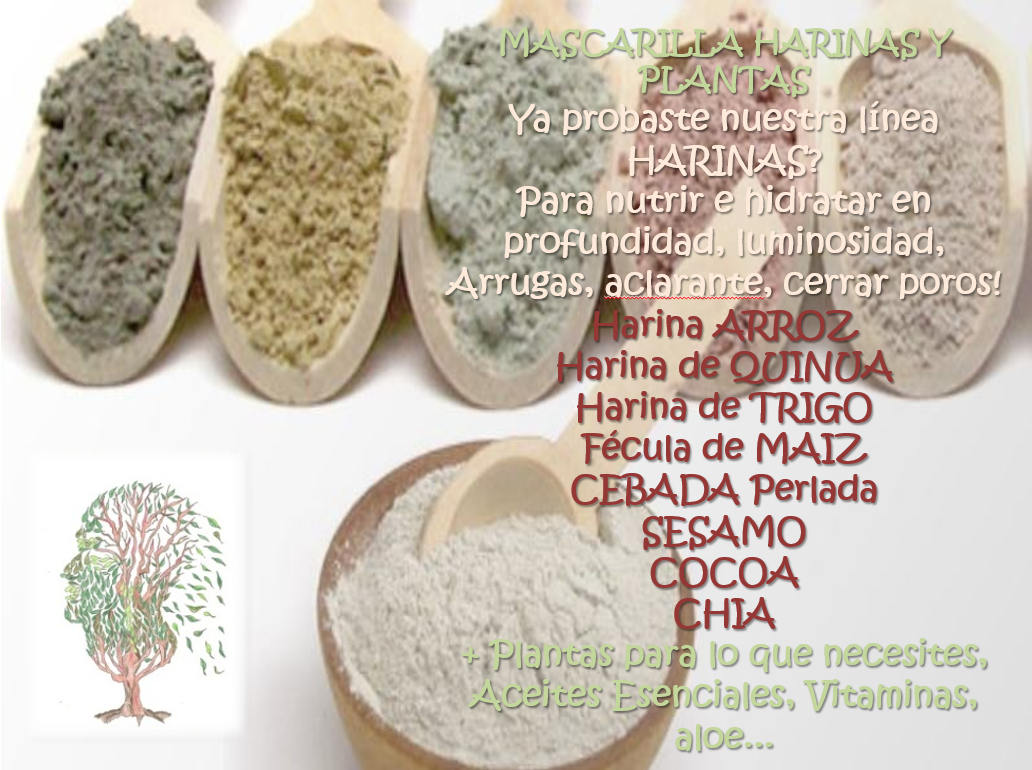 MASCARILLA HARINAS Y
PLANTAS
Ya probaste nuestra línea
HARINAS?
Para nutrir e hidratar en
profundidad, luminosidad,
Arrugas, aclarante, cerrar poros!
Harina ARROZ
Harina de QUINUA
Harina de TRIGO
Fécula de MAIZ
CEBADA Perlada
SESAMO
COCOA
CHIA
+ Plantas para lo que necesites,
Aceites Esenciales, Vitaminas,
aloe...